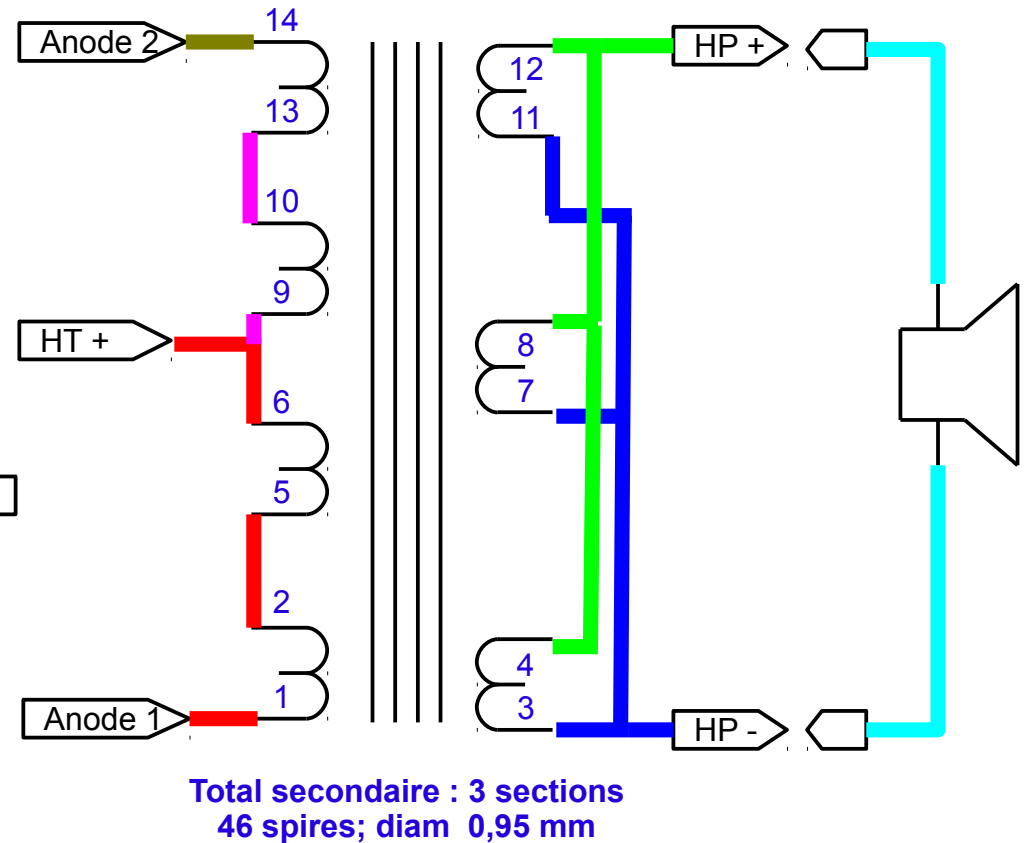 14
Anode 2
HP +
12
13
11
10
9
HT +
8
7
6
5
2
4
1
3
Anode 1
HP -
Total secondaire : 3 sections
46 spires; diam 0,95 mm